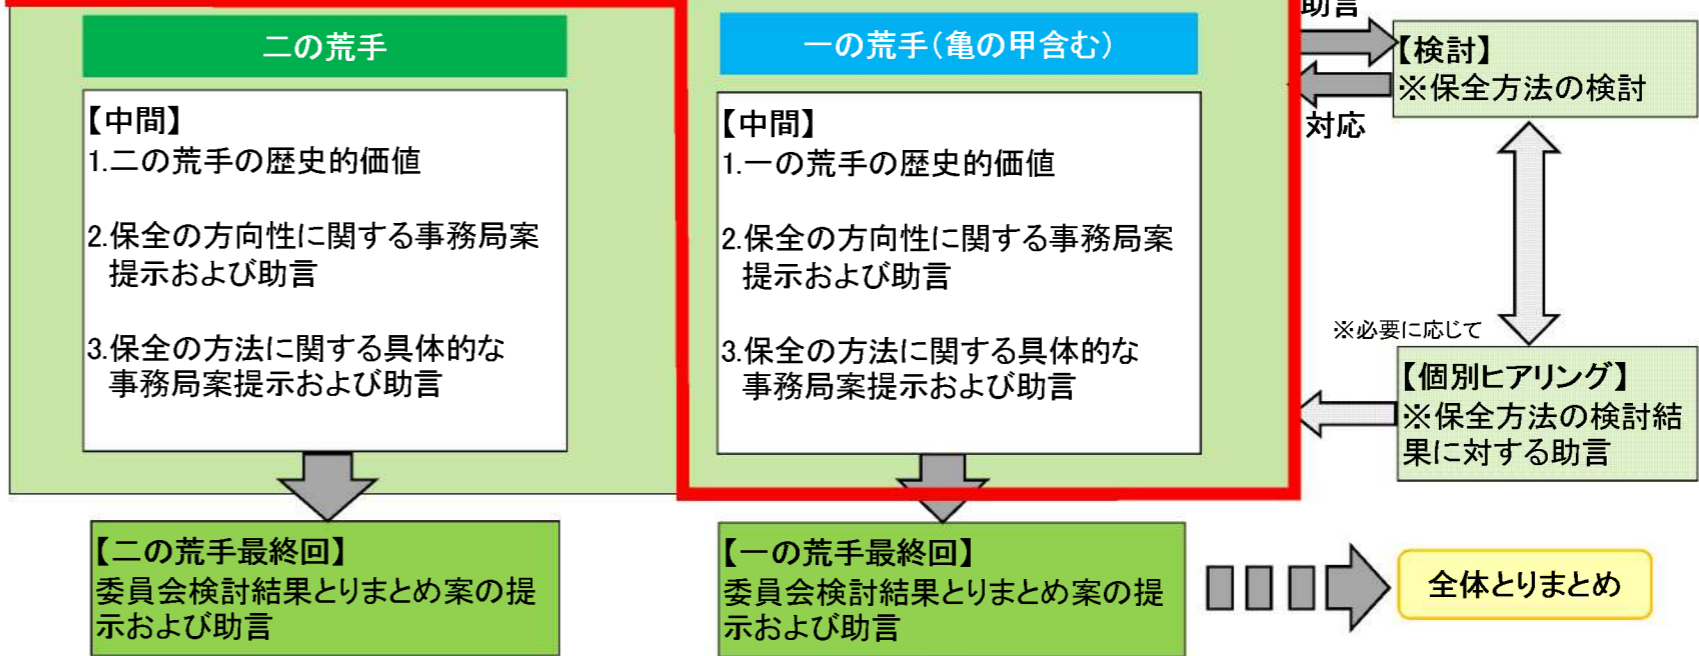 二の荒手
【中間】
1.二の荒手の歴史的価値
2.保全の方向性に関する事務局案
提示および助言
3.保全の方法に関する具体的な
事務局案提示および助言
【二の荒手最終回】
委員会検討結果とりまとめ案の提
示および助言
一の荒手(亀の甲含む)
【中間】
1.一の荒手の歴史的価値
2.保全の方向性に関する事務局案
提示および助言
3.保全の方法に関する具体的な
事務局案提示および助言
【一の荒手最終回】
委員会検討結果とりまとめ案の提
示および助言
助言
対応
【検討】
※保全方法の検討
※必要に応じて
【個別ヒアリング】
※保全方法の検討結
果に対する助言
全体とりまとめ